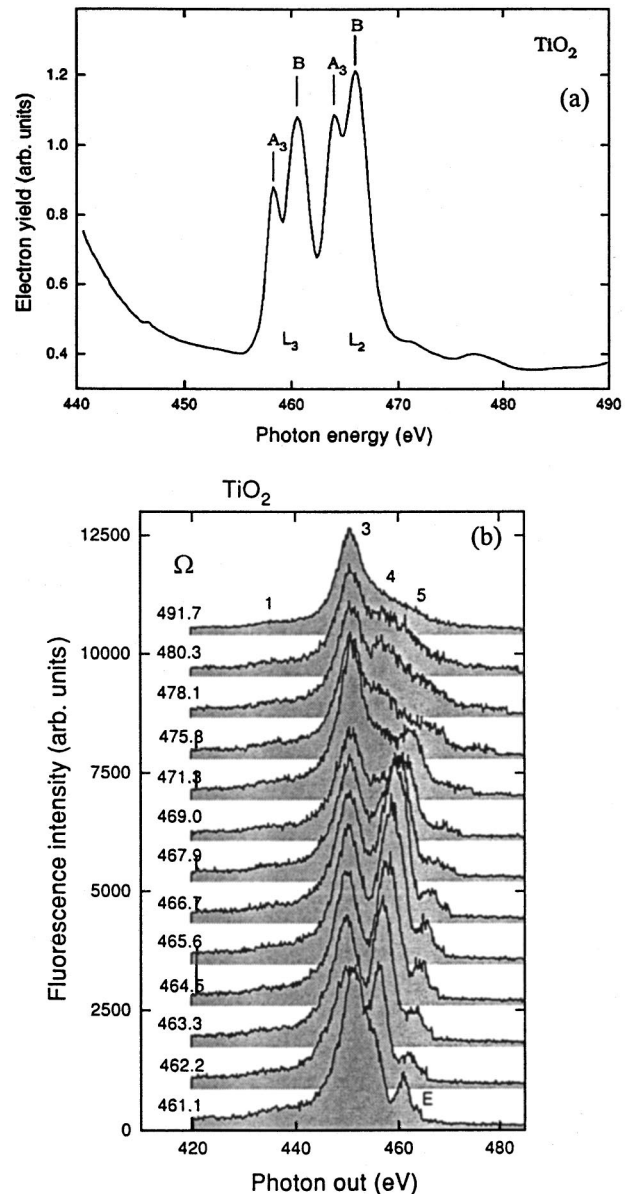 B
B
TiO2
A3
A3
(a)
1.2
1.0
0.8
0.6
0.4
Electron yield (arb. units)
L3
L2
440
450
460
470
480
490
Photon energy (eV)
TiO2
(b)
12500
10000
7500
5000
2500
0
Fluorescence intensity (arb. units)
Ω
3
4
5
1
491.7
480.3
478.1
475.8
471.3
469.0
467.9
466.7
465.6
464.5
463.3
462.2
461.1
E
420
440
460
480
Photon out (eV)